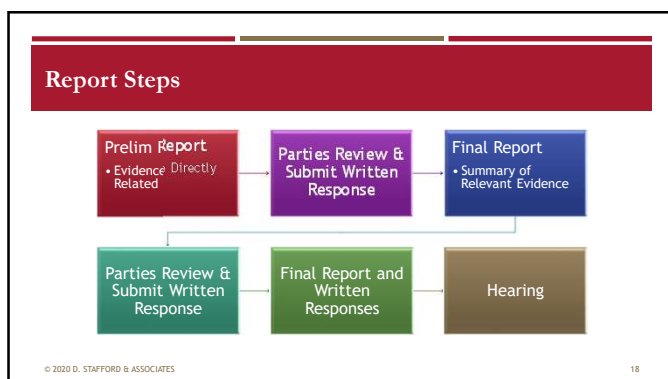 Report Steps
Prelim Report
• Evidence Directly
Related
Parties Review &
Submit Written
Response
Final Report
• Summary of
Relevant Evidence
Parties Review &
Submit Written
Response
Final Report and
Written
Responses
Hearing
© 2020 D. STAFFORD & ASSOCIATES
18